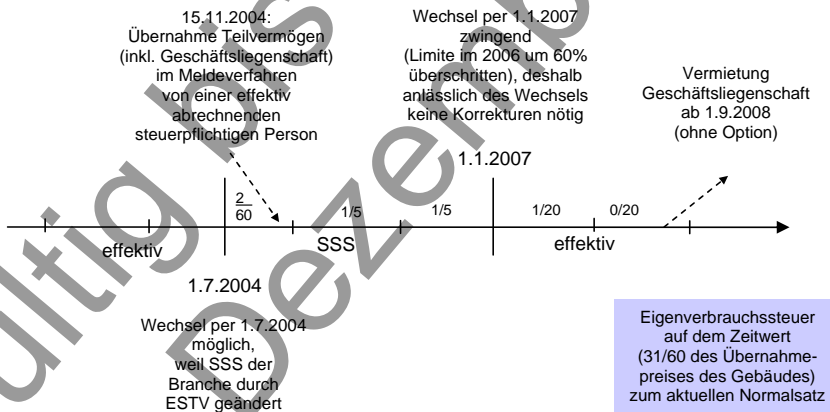 15.11.2004:
Übernahme Teilvermögen
(inkl. Geschäftsliegenschaft)
im Meldeverfahren
von einer effektiv
abrechnenden
steuerpflichtigen Person
Wechsel per 1.1.2007
zwingend
(Limite im 2006 um 60%
überschritten), deshalb
anlässlich des Wechsels
keine Korrekturen nötig
Vermietung
Geschäftsliegenschaft
ab 1.9.2008
(ohne Option)
1.1.2007
2
60
1/5
1/5
1/20
0/20
effektiv
SSS
effektiv
1.7.2004
Wechsel per 1.7.2004
möglich,
weil SSS der
Branche durch
ESTV geändert
Eigenverbrauchssteuer
auf dem Zeitwert
(31/60 des Übernahme-
preises des Gebäudes)
zum aktuellen Normalsatz
ültig bis
Dezemb